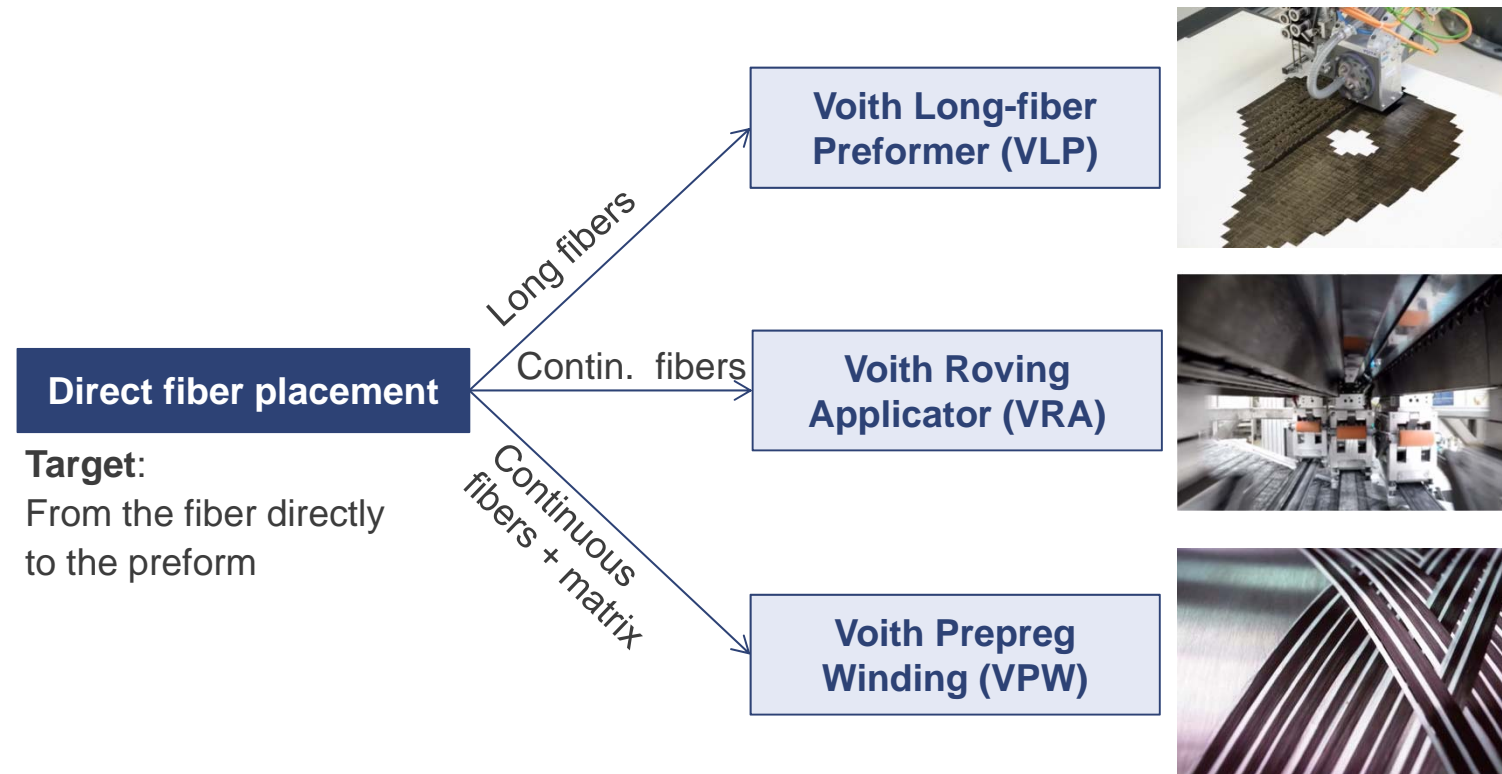 Voith Long-fiber
Preformer (VLP)
Long fibers
Direct fiber placement
Contin. fibers
Voith Roving
Applicator (VRA)
Target:
From the fiber directly
to the preform
Continuous
fibers + matrix
Voith Prepreg
Winding (VPW)